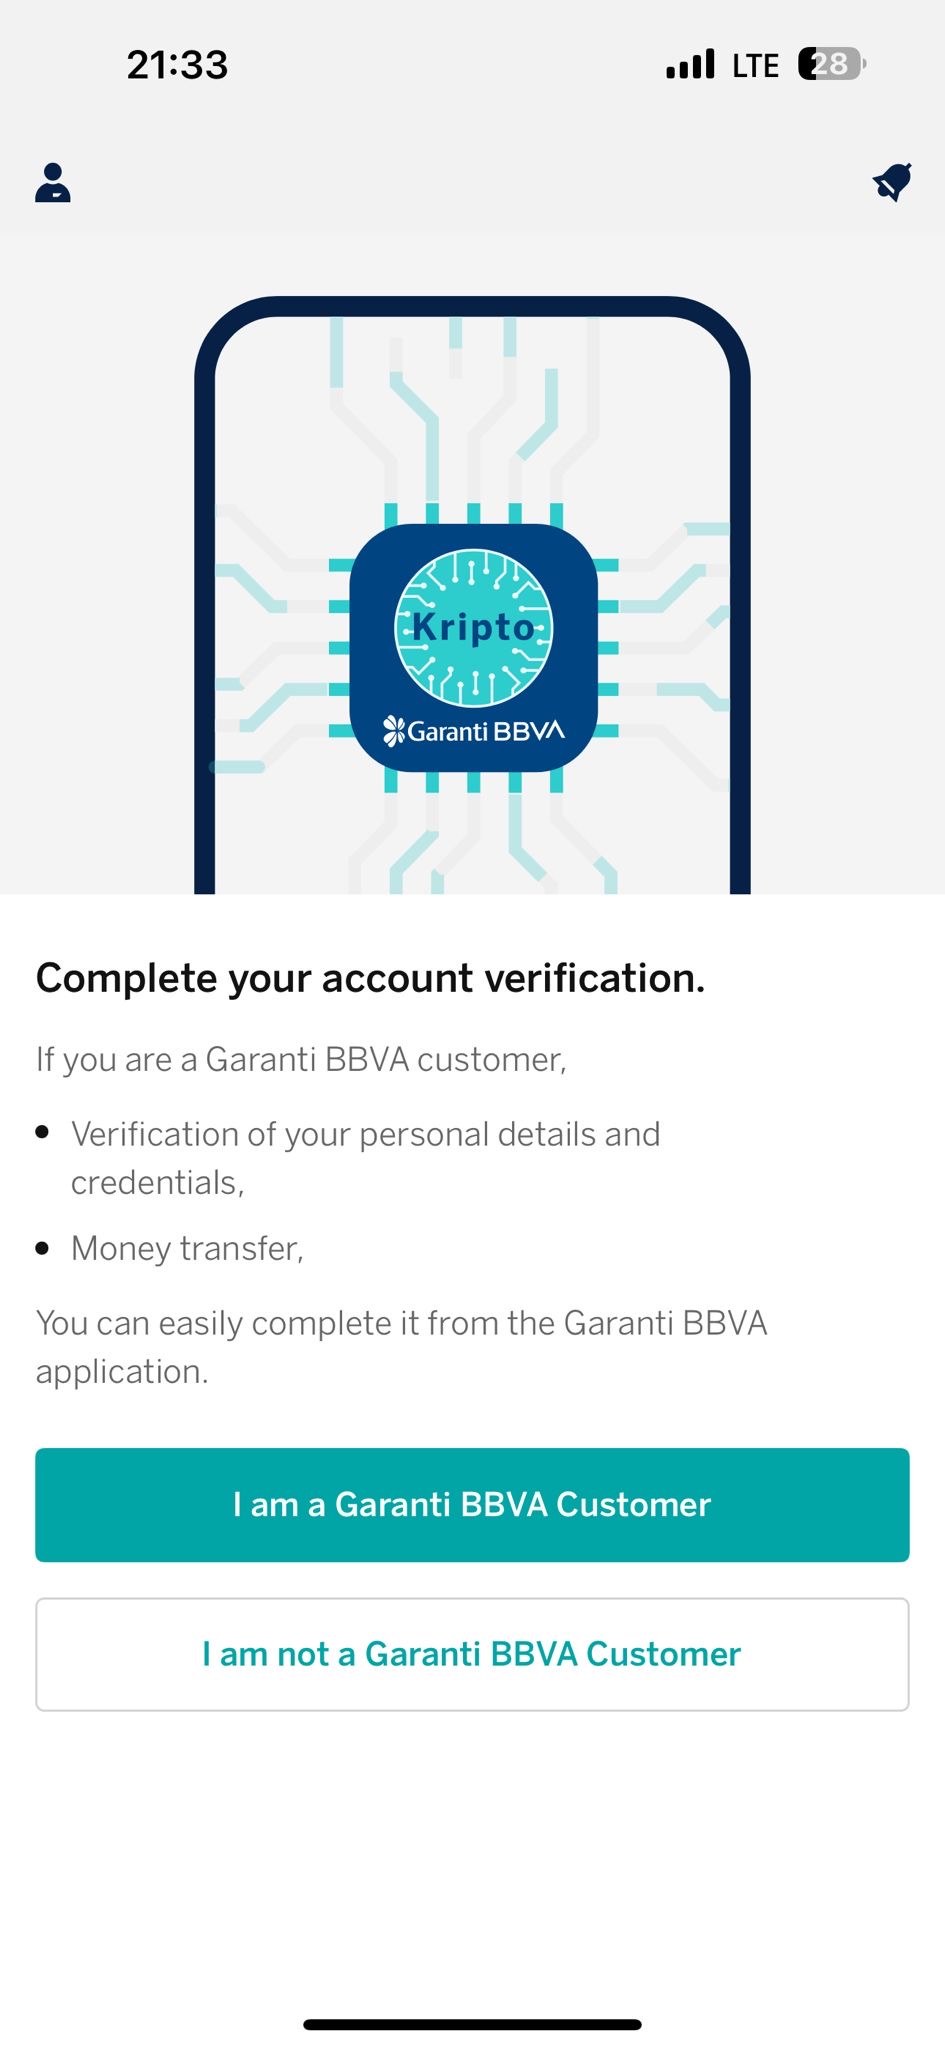 21:33
LTE
28
Kripto
Garanti BBVA
Complete your account verification.
If you are a Garanti BBVA customer,
Verification of your personal details and
credentials,
Money transfer,
You can easily complete it from the Garanti BBVA
application.
I am a Garanti BBVA Customer
I am not a Garanti BBVA Customer